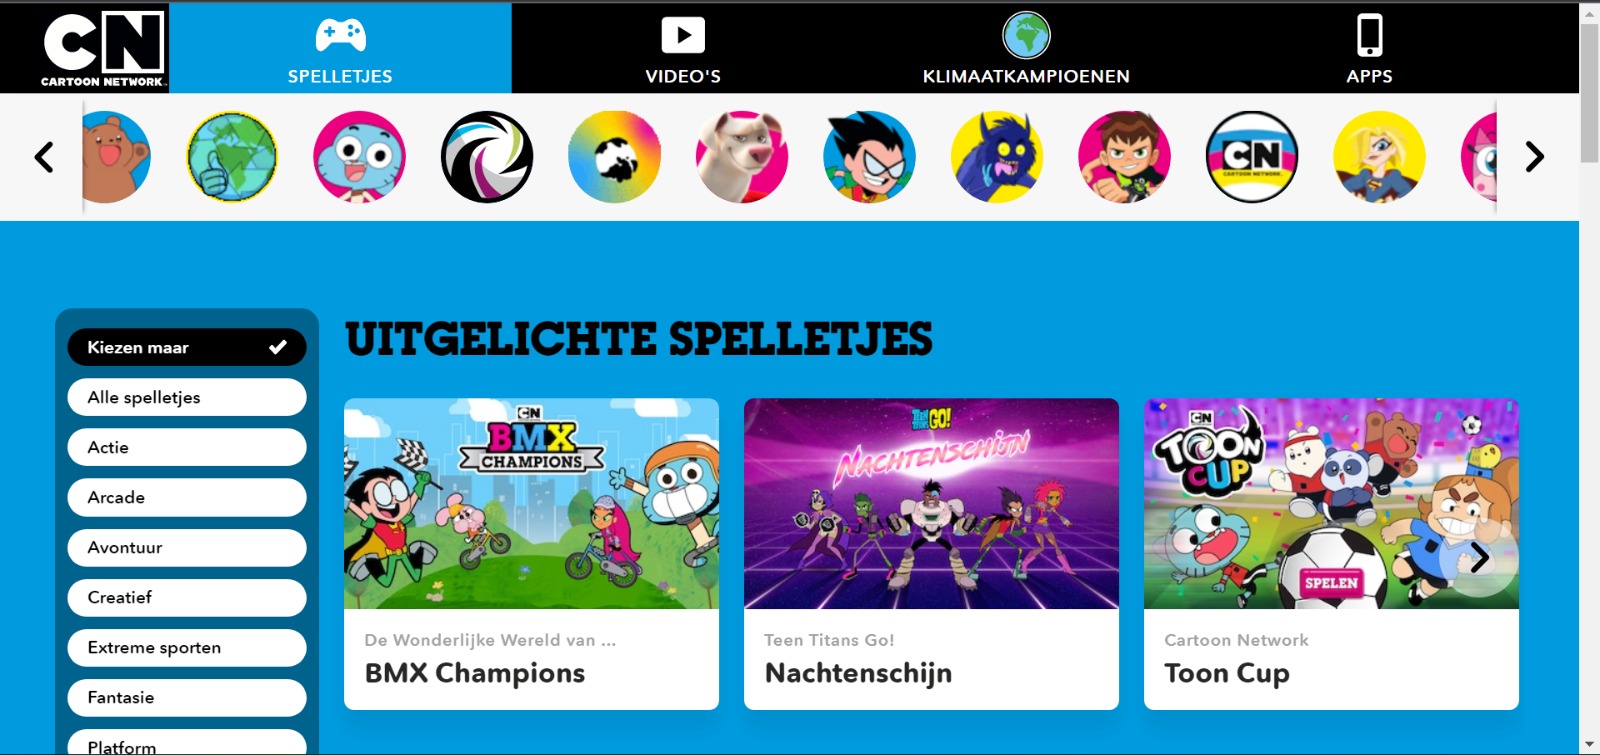 CN
CARTOON NETWORK
SPELLETJES
VIDEO'S
KLIMAATKAMPIOENEN
APPS
CN
CARTOON NETWORK
Kiezen maar
Alle spelletjes
Actie
Arcade
Avontuur
Creatief
Extreme sporten
Fantasie
Platform
UITGELICHTE SPELLETJES
CN
BMX
CHAMPIONS
De Wonderlijke Wereld van ...
BMX Champions
TEEN TITANS GO!
NACHTENSCHIJN
Teen Titans Go!
Nachtenschijn
CN
TOON
CUP
SPELEN
Cartoon Network
Toon Cup